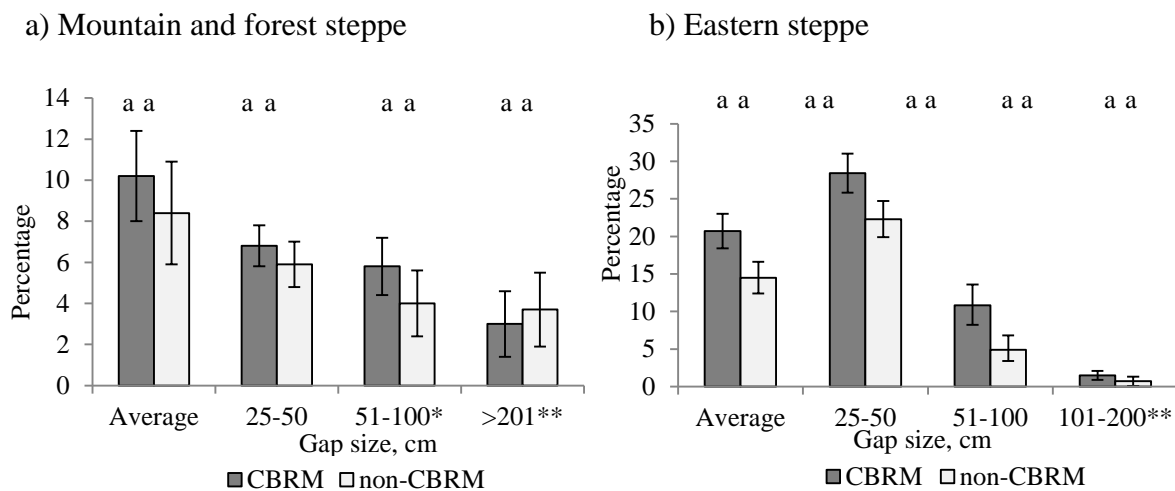 a) Mountain and forest steppe
a a a a a a a a
14
12
10
8
6
4
2
0
Percentage
Average 25-50 51-100* >201**
Gap size, cm
CBRM non-CBRM
b) Eastern steppe
a a a a a a a a a a
35
30
25
20
15
10
5
0
Percentage
Average 25-50 51-100 101-200**
Gap size, cm
CBRM non-CBRM